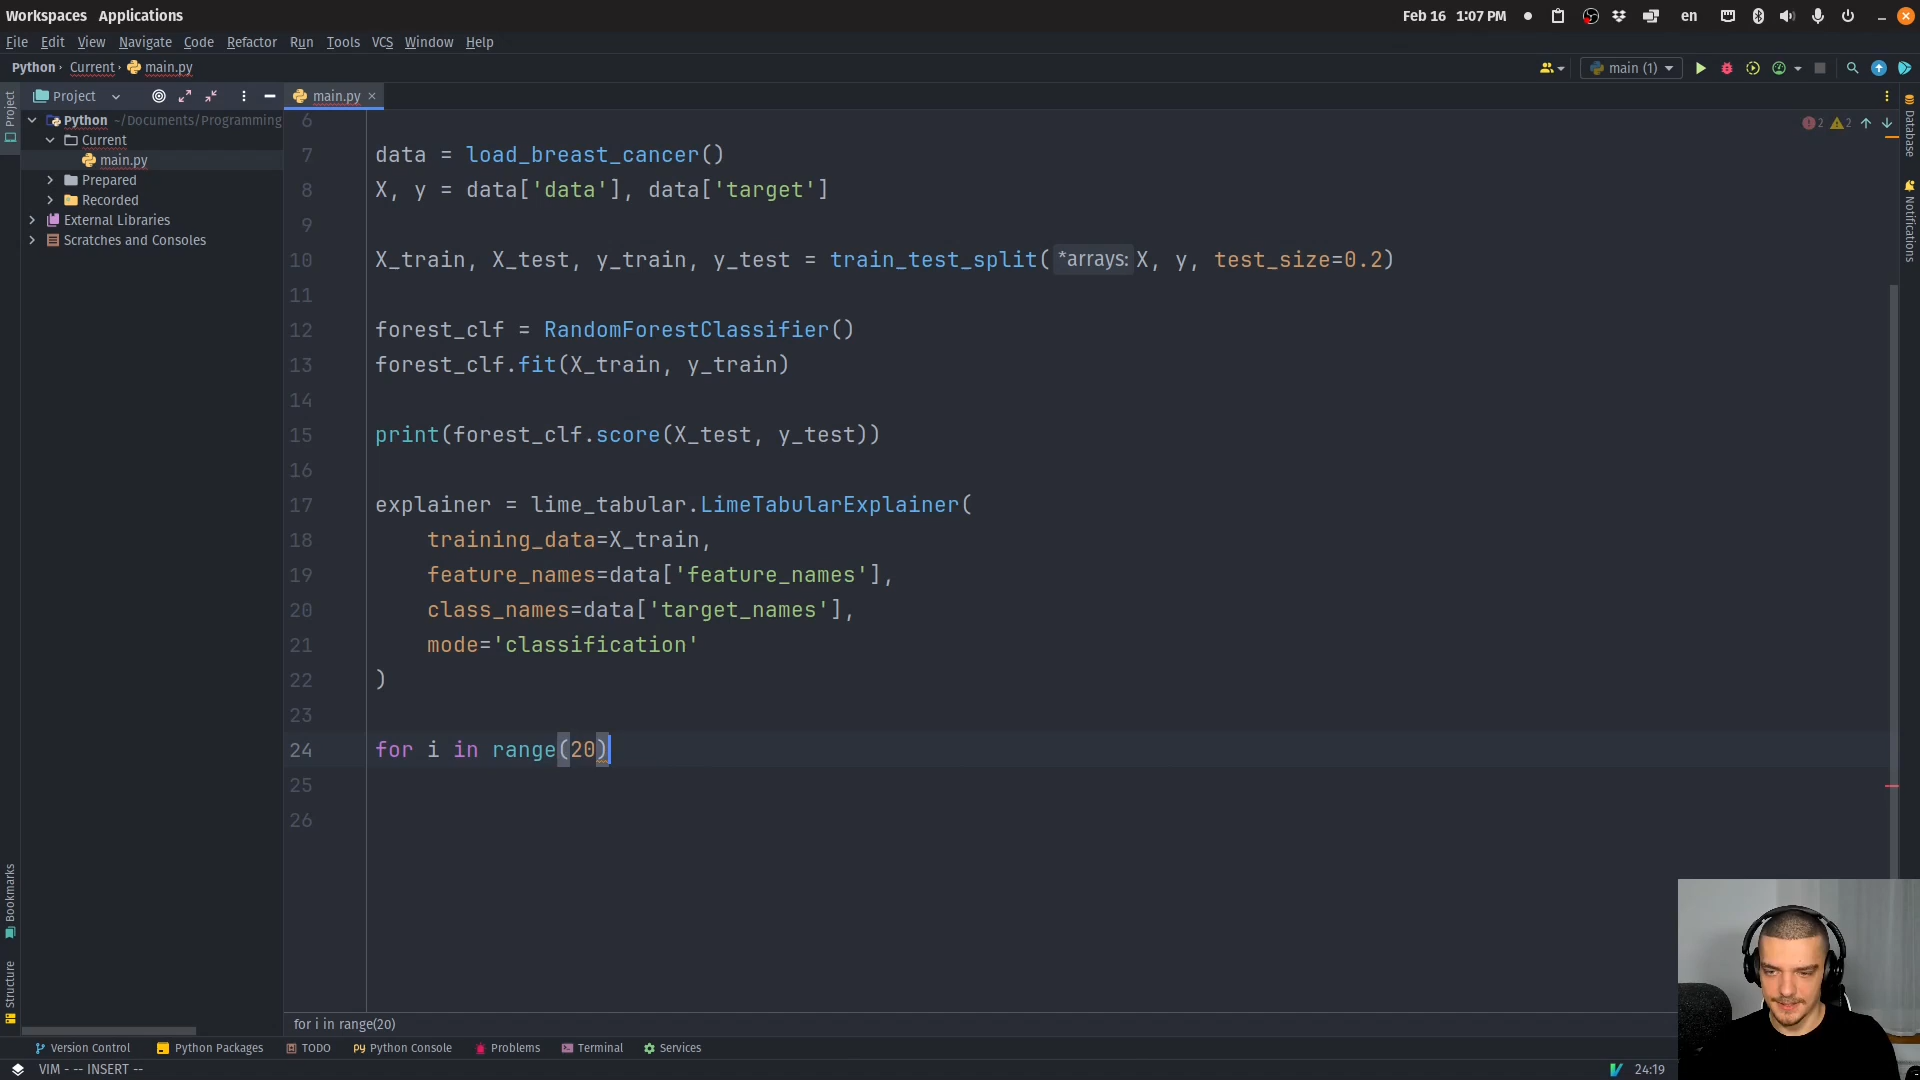 Workspaces Applications
Feb 16 1:07 PM
en
File Edit View Navigate Code Refactor Run Tools VCS Window Help
Python Current main.py
main (1)
Project
main.py
Python ~/Documents/Programming
Current
main.py
Prepared
Recorded
External Libraries
Scratches and Consoles
Project
Bookmarks
Structure
2 2
Database
Notifications
6
7 data = load_breast_cancer()
8 X, y = data['data'], data['target']
9
10 X_train, X_test, y_train, y_test = train_test_split(*arrays: X, y, test_size=0.2)
11
12 forest_clf = RandomForestClassifier()
13 forest_clf.fit(X_train, y_train)
14
15 print(forest_clf.score(X_test, y_test))
16
17 explainer = lime_tabular.LimeTabularExplainer(
18 training_data=X_train,
19 feature_names=data['feature_names'],
20 class_names=data['target_names'],
21 mode='classification'
22 )
23
24 for i in range(20)
25
26
for i in range(20)
Version Control Python Packages TODO Python Console Problems Terminal Services
VIM - -- INSERT --
24:19